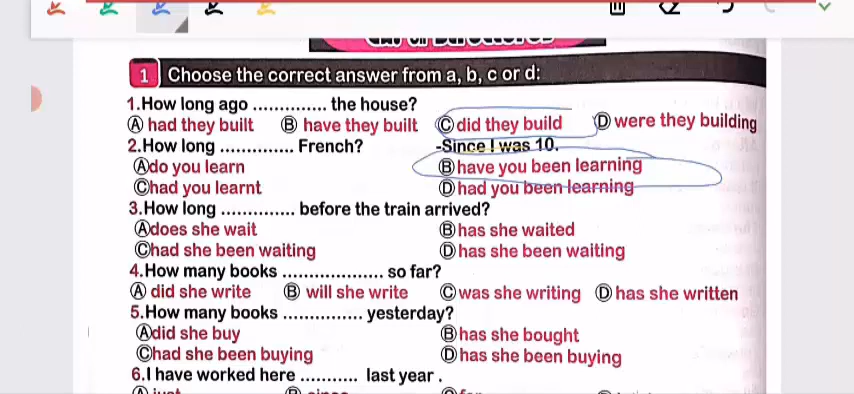 1 Choose the correct answer from a, b, c or d:
1.How long ago .............. the house?
Ⓐ had they built Ⓑ have they built Ⓒ did they build Ⓓ were they building
2.How long .............. French? -Since I was 10.
Ⓐdo you learn Ⓑhave you been learning
Ⓒhad you learnt Ⓓhad you been learning
3.How long .............. before the train arrived?
Ⓐdoes she wait Ⓑhas she waited
Ⓒhad she been waiting Ⓓhas she been waiting
4.How many books ................... so far?
Ⓐ did she write Ⓑ will she write Ⓒwas she writing Ⓓhas she written
5.How many books ............... yesterday?
Ⓐdid she buy Ⓑhas she bought
Ⓒhad she been buying Ⓓhas she been buying
6.I have worked here ........... last year .